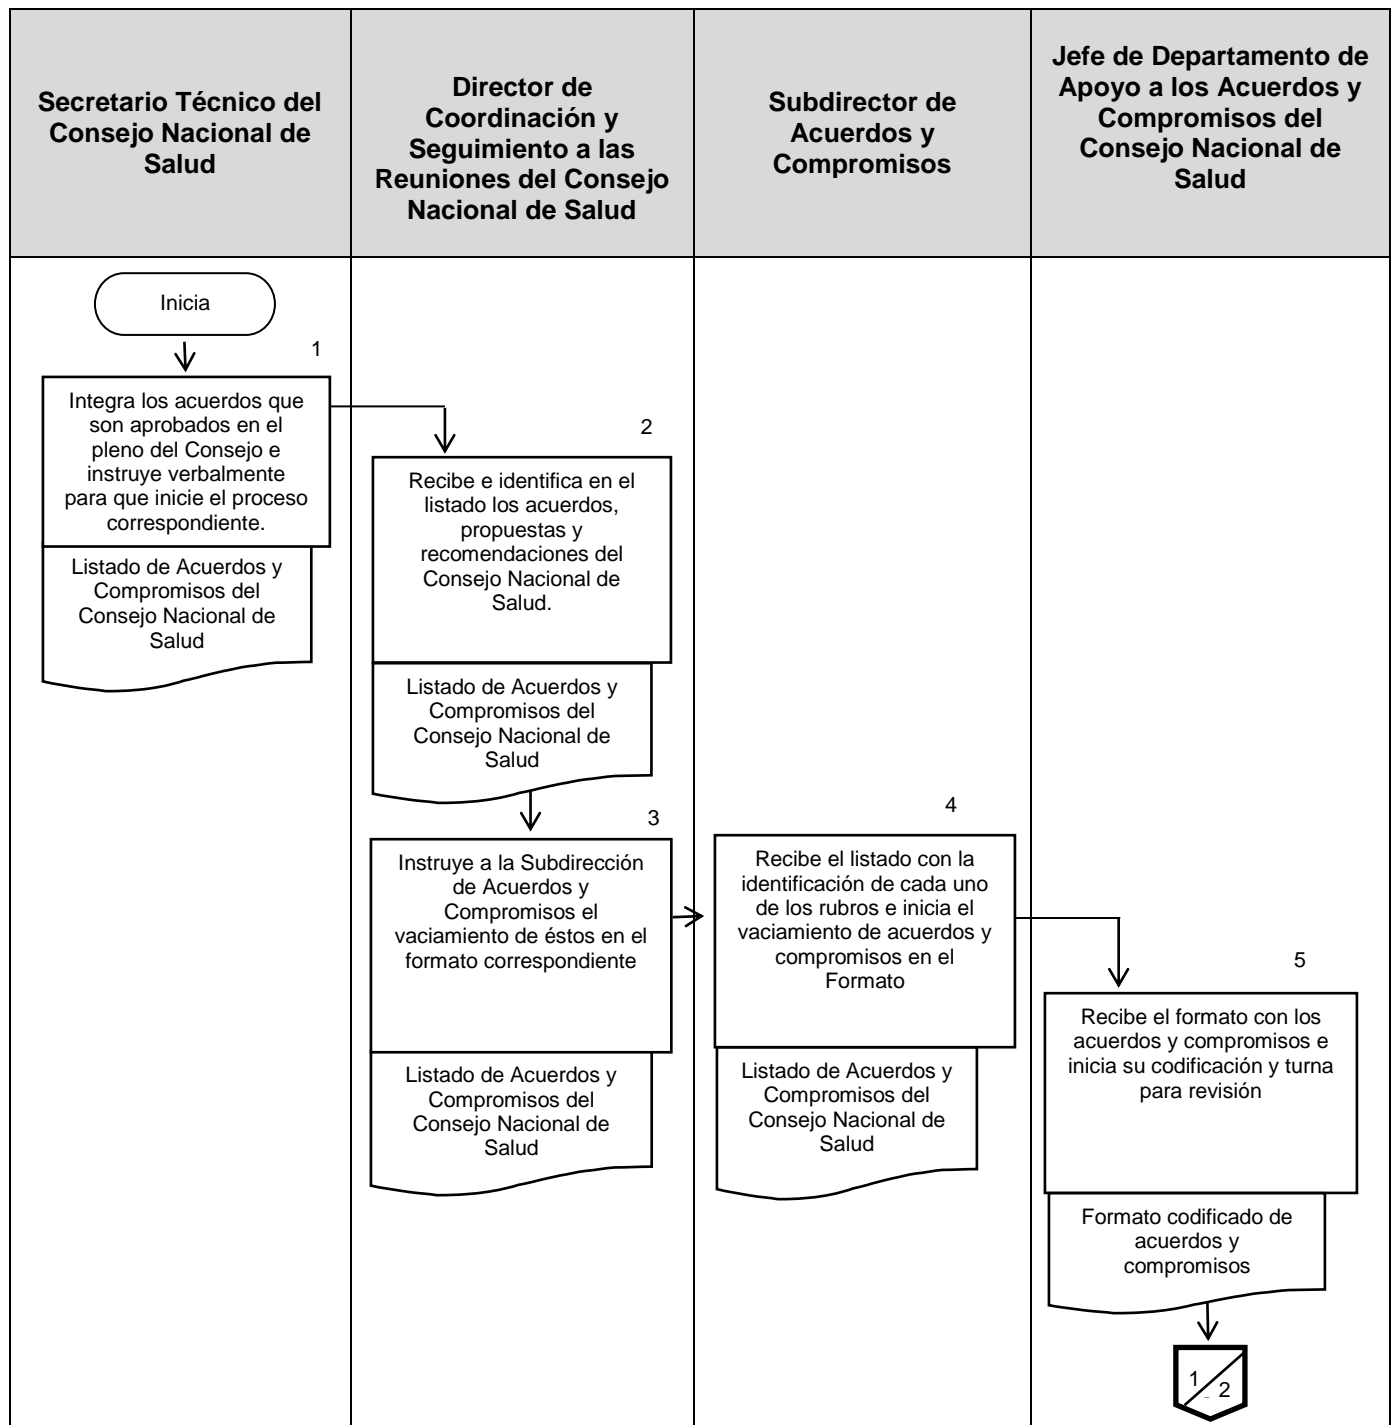 Secretario Técnico del
Consejo Nacional de
Salud
Director de
Coordinación y
Seguimiento a las
Reuniones del Consejo
Nacional de Salud
Subdirector de
Acuerdos y
Compromisos
Jefe de Departamento de
Apoyo a los Acuerdos y
Compromisos del
Consejo Nacional de
Salud
Inicia
1
Integra los acuerdos que
son aprobados en el
pleno del Consejo e
instruye verbalmente
para que inicie el proceso
correspondiente.
Listado de Acuerdos y
Compromisos del
Consejo Nacional de
Salud
2
Recibe e identifica en el
listado los acuerdos,
propuestas y
recomendaciones del
Consejo Nacional de
Salud.
Listado de Acuerdos y
Compromisos del
Consejo Nacional de
Salud
3
Instruye a la Subdirección
de Acuerdos y
Compromisos el
vaciamiento de éstos en el
formato correspondiente
Listado de Acuerdos y
Compromisos del
Consejo Nacional de
Salud
4
Recibe el listado con la
identificación de cada uno
de los rubros e inicia el
vaciamiento de acuerdos y
compromisos en el
Formato
Listado de Acuerdos y
Compromisos del
Consejo Nacional de
Salud
5
Recibe el formato con los
acuerdos y compromisos e
inicia su codificación y turna
para revisión
Formato codificado de
acuerdos y
compromisos
1
2